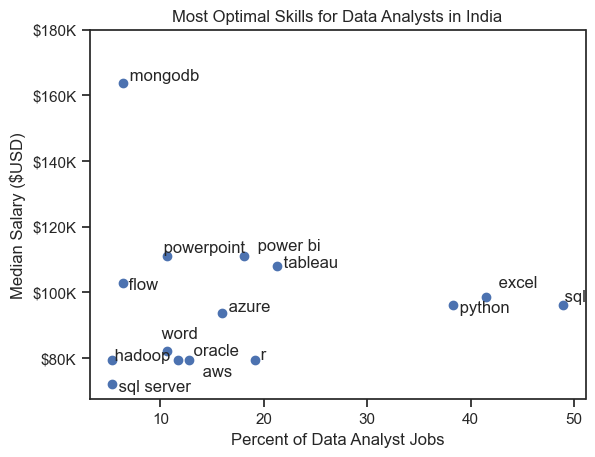 Most Optimal Skills for Data Analysts in India
$180K
mongodb
$160K
$140K
Median Salary ($USD)
$120K
powerpoint
power bi
tableau
flow
$100K
excel
sql
python
azure
word
$80K
hadoop
oracle
r
aws
sql server
10
20
30
40
50
Percent of Data Analyst Jobs